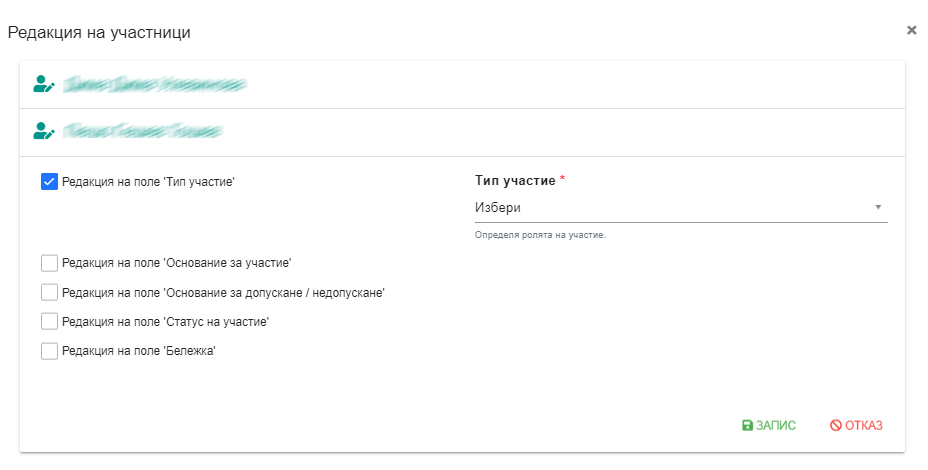 Редакция на участници
Редакция на поле 'Тип участие'
Тип участие *
Избери
Определя ролята на участие.
Редакция на поле 'Основание за участие'
Редакция на поле 'Основание за допускане / недопускане'
Редакция на поле 'Статус на участие'
Редакция на поле 'Бележка'
ЗАПИС
ОТКАЗ